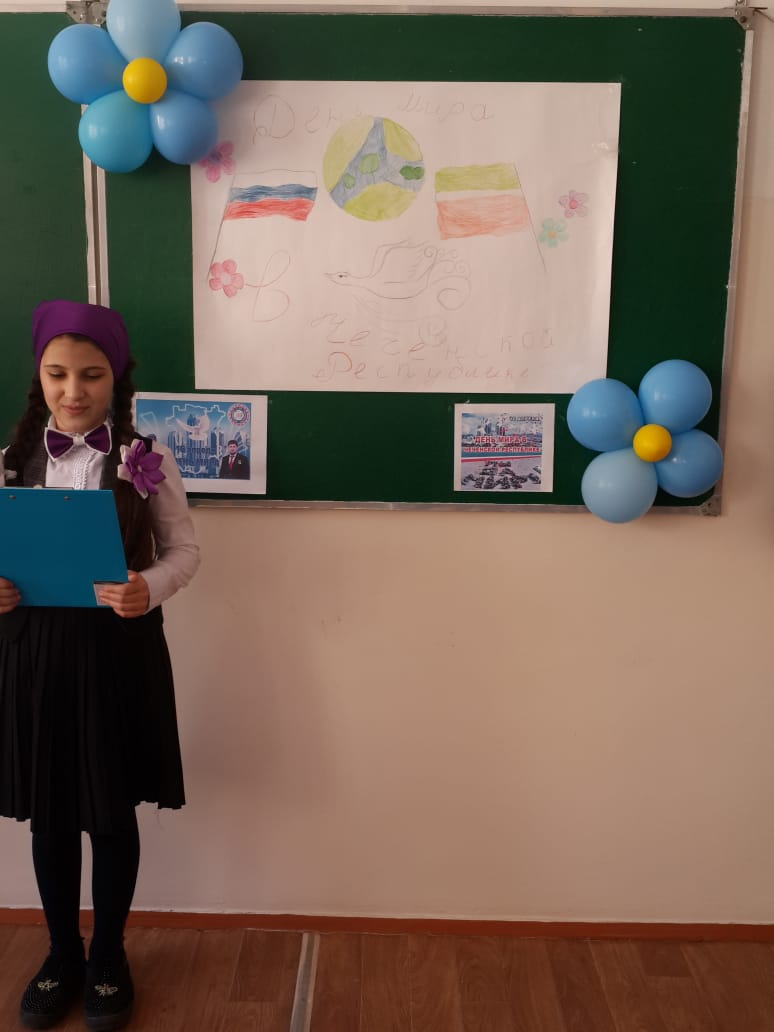 День мира
в
Чеченской
Республике
ДЕНЬ МИРА В
ЧЕЧЕНСКОЙ РЕСПУБЛИКЕ